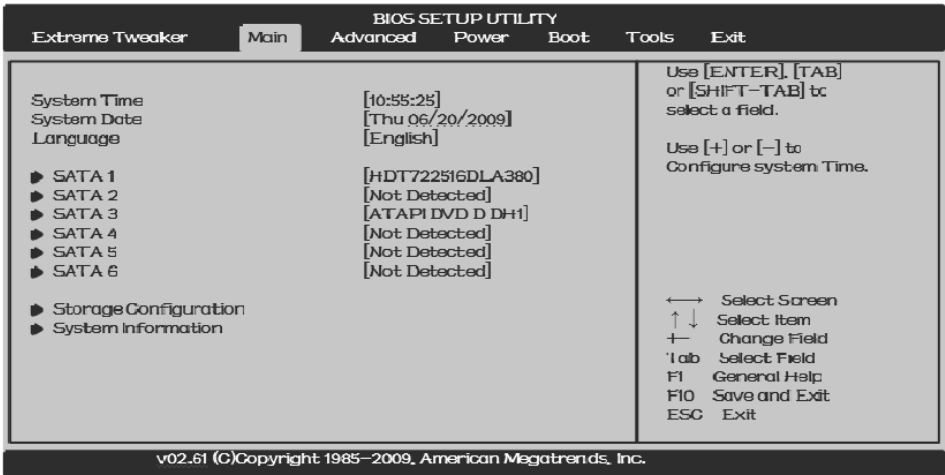 BIOS SETUP UTILITY
Extreme Tweaker Main Advanced Power Boot Tools Exit
System Time [10:55:25]
System Date [Thu 06/20/2009]
Language [English]
SATA 1 [HDT722516DLA380]
SATA 2 [Not Detected]
SATA 3 [ATAPI DVD D DH1]
SATA 4 [Not Detected]
SATA 5 [Not Detected]
SATA 6 [Not Detected]
Storage Configuration
System Information
Use [ENTER], [TAB]
or [SHIFT-TAB] to
select a field.
Use [+] or [-] to
Configure system Time.
←→ Select Screen
↑↓ Select Item
+- Change Field
Tab Select Field
F1 General Help
F10 Save and Exit
ESC Exit
v02.61 (C)Copyright 1985-2009, American Megatrends, Inc.